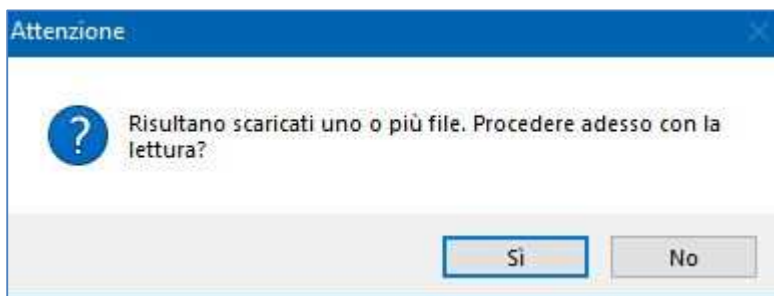 Attenzione
Risultano scaricati uno o più file. Procedere adesso con la
lettura?
Sì
No